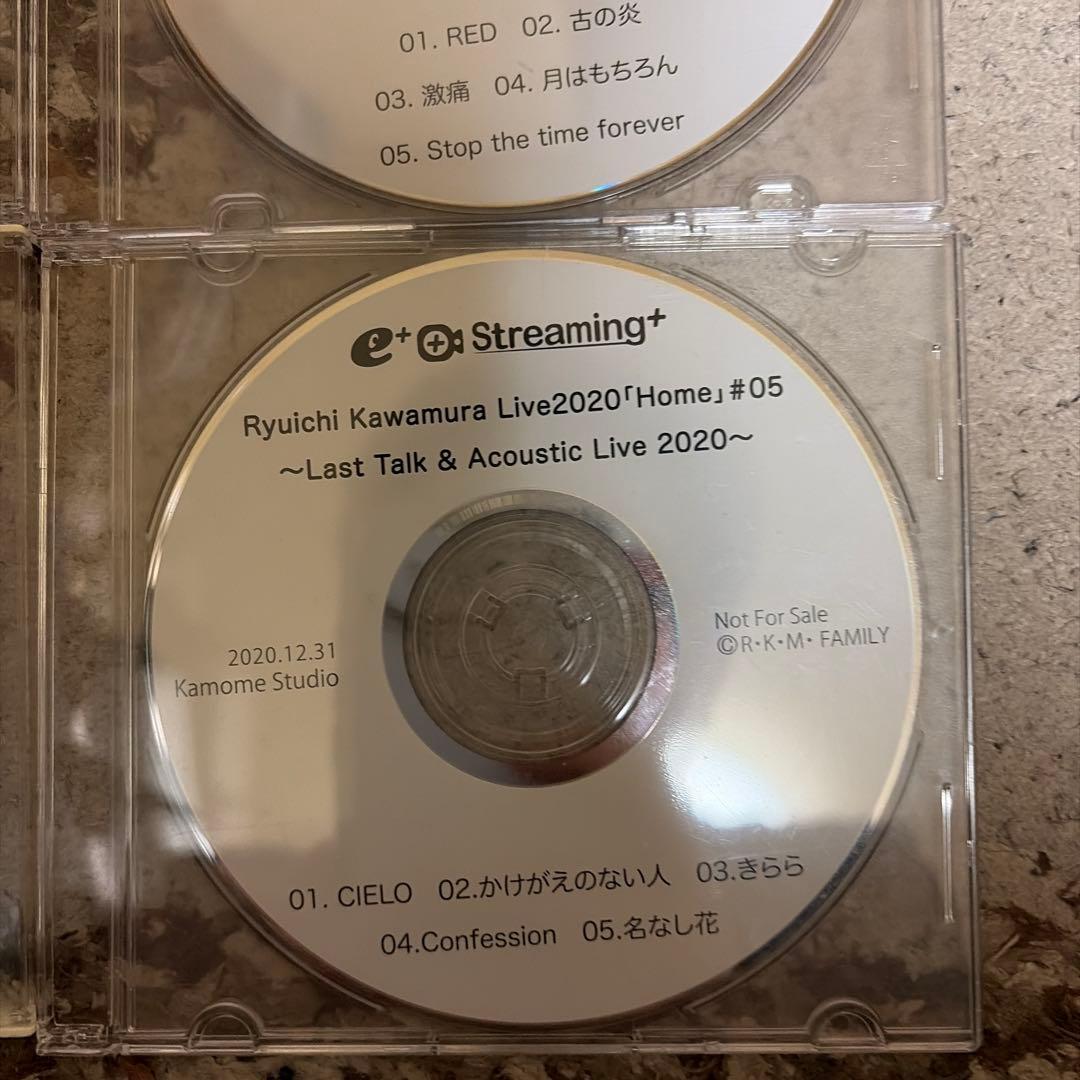 01. RED 02. 古の炎
03. 激痛 04. 月はもちろん
05. Stop the time forever
e+ Streaming+
Ryuichi Kawamura Live2020「Home」#05
～Last Talk & Acoustic Live 2020～
2020.12.31
Kamome Studio
Not For Sale
©R・K・M・FAMILY
01. CIELO 02.かけがえのない人 03.きらら
04.Confession 05.名なし花